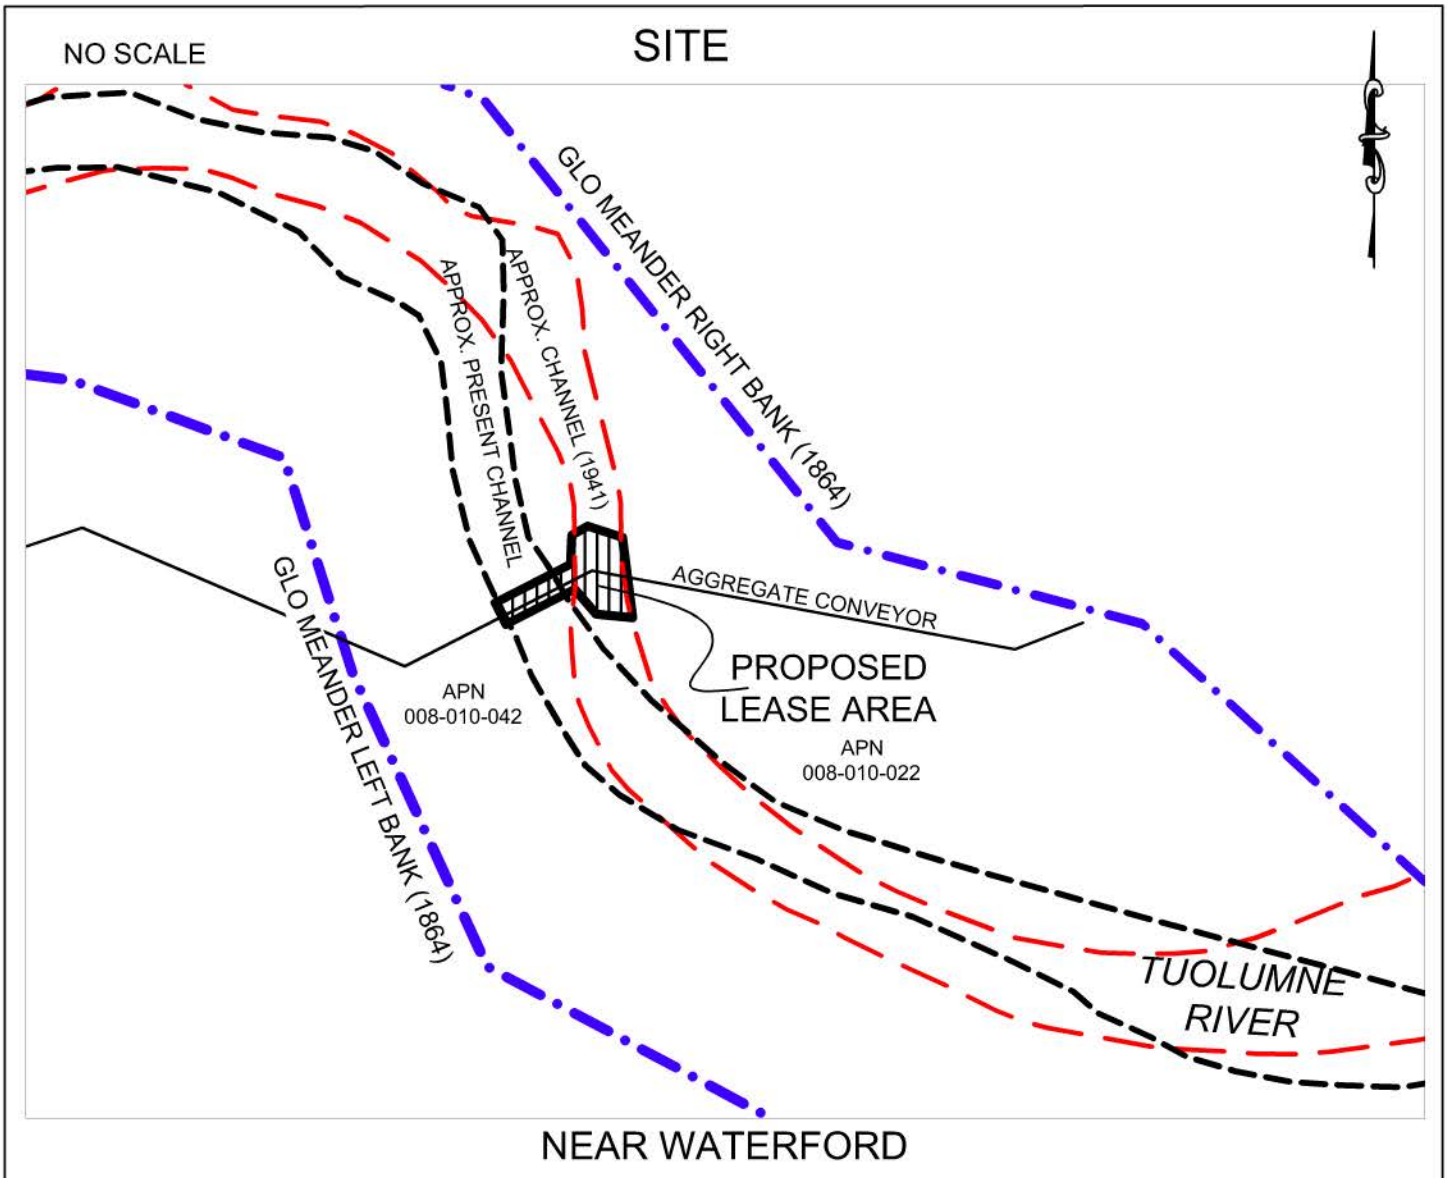 NO SCALE
SITE
GLO MEANDER RIGHT BANK (1864)
APPROX. CHANNEL (1941)
APPROX. PRESENT CHANNEL
AGGREGATE CONVEYOR
GLO MEANDER LEFT BANK (1864)
PROPOSED
LEASE AREA
APN
008-010-042
APN
008-010-022
TUOLUMNE
RIVER
NEAR WATERFORD